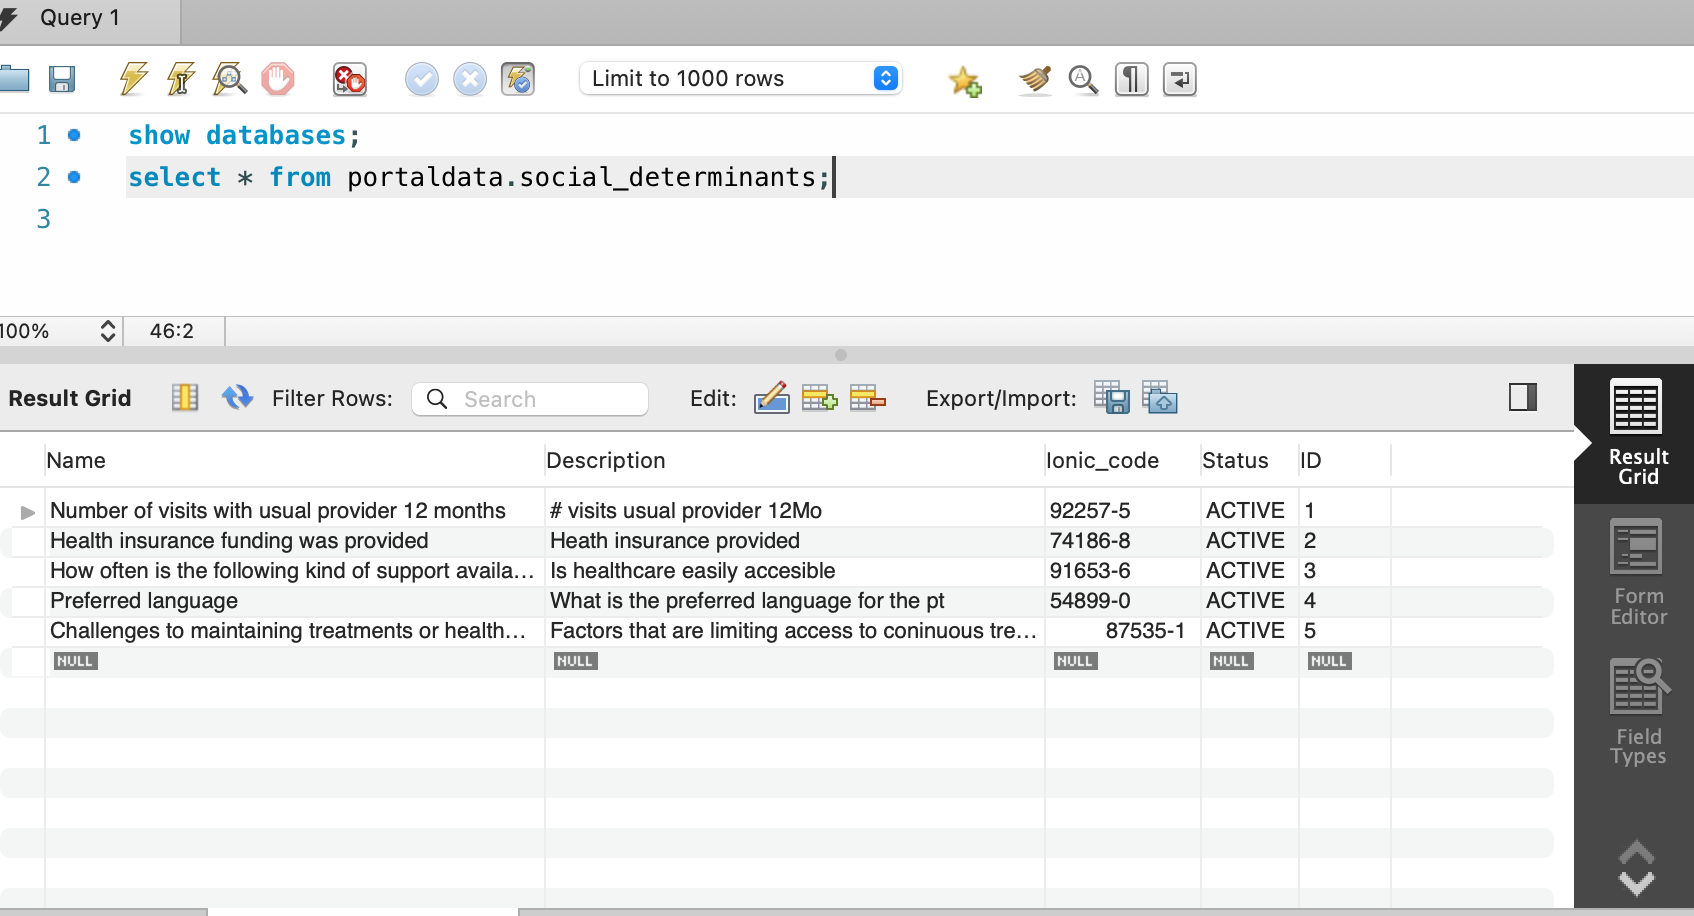 Query 1
Limit to 1000 rows
1 show databases;
2 select * from portaldata.social_determinants;
3
100% 46:2
Result Grid Filter Rows: Search Edit: Export/Import:
Name Description Ionic_code Status ID
Number of visits with usual provider 12 months # visits usual provider 12Mo 92257-5 ACTIVE 1
Health insurance funding was provided Heath insurance provided 74186-8 ACTIVE 2
How often is the following kind of support availa... Is healthcare easily accesible 91653-6 ACTIVE 3
Preferred language What is the preferred language for the pt 54899-0 ACTIVE 4
Challenges to maintaining treatments or health... Factors that are limiting access to coninuous tre... 87535-1 ACTIVE 5
NULL NULL NULL NULL NULL
Result
Grid
Form
Editor
Field
Types